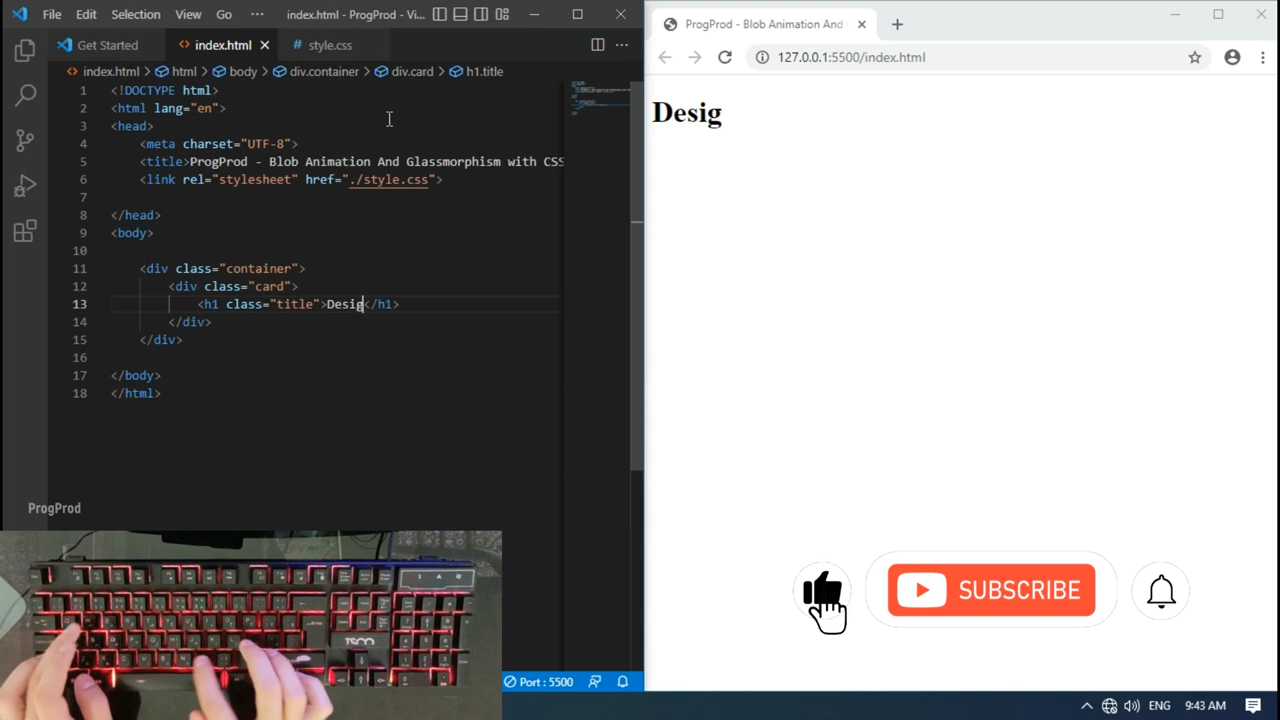 File Edit Selection View Go ··· index.html - ProgProd - Vi...
Get Started index.html style.css
index.html > html > body > div.container > div.card > h1.title
1 <!DOCTYPE html>
2 <html lang="en">
3 <head>
4 <meta charset="UTF-8">
5 <title>ProgProd - Blob Animation And Glassmorphism with CSS
6 <link rel="stylesheet" href="./style.css">
7
8 </head>
9 <body>
10
11 <div class="container">
12 <div class="card">
13 <h1 class="title">Desig</h1>
14 </div>
15 </div>
16
17 </body>
18 </html>
ProgProd
TSCO
Port : 5500
ProgProd - Blob Animation And
127.0.0.1:5500/index.html
Desig
SUBSCRIBE
ENG 9:43 AM